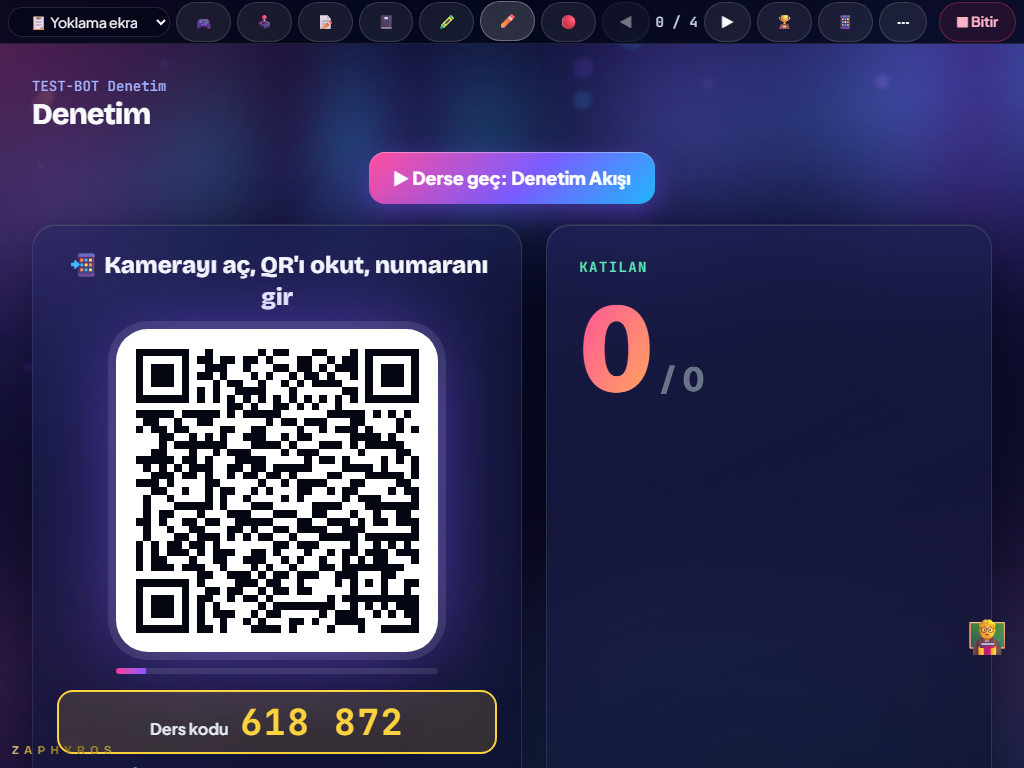 Yoklama ekra
0 / 4
---
Bitir
TEST-BOT Denetim
Denetim
▶ Derse geç: Denetim Akışı
Kamerayı aç, QR'ı okut, numaranı
gir
KATILAN
0 / 0
Ders kodu 618 872
ZAPHYROS